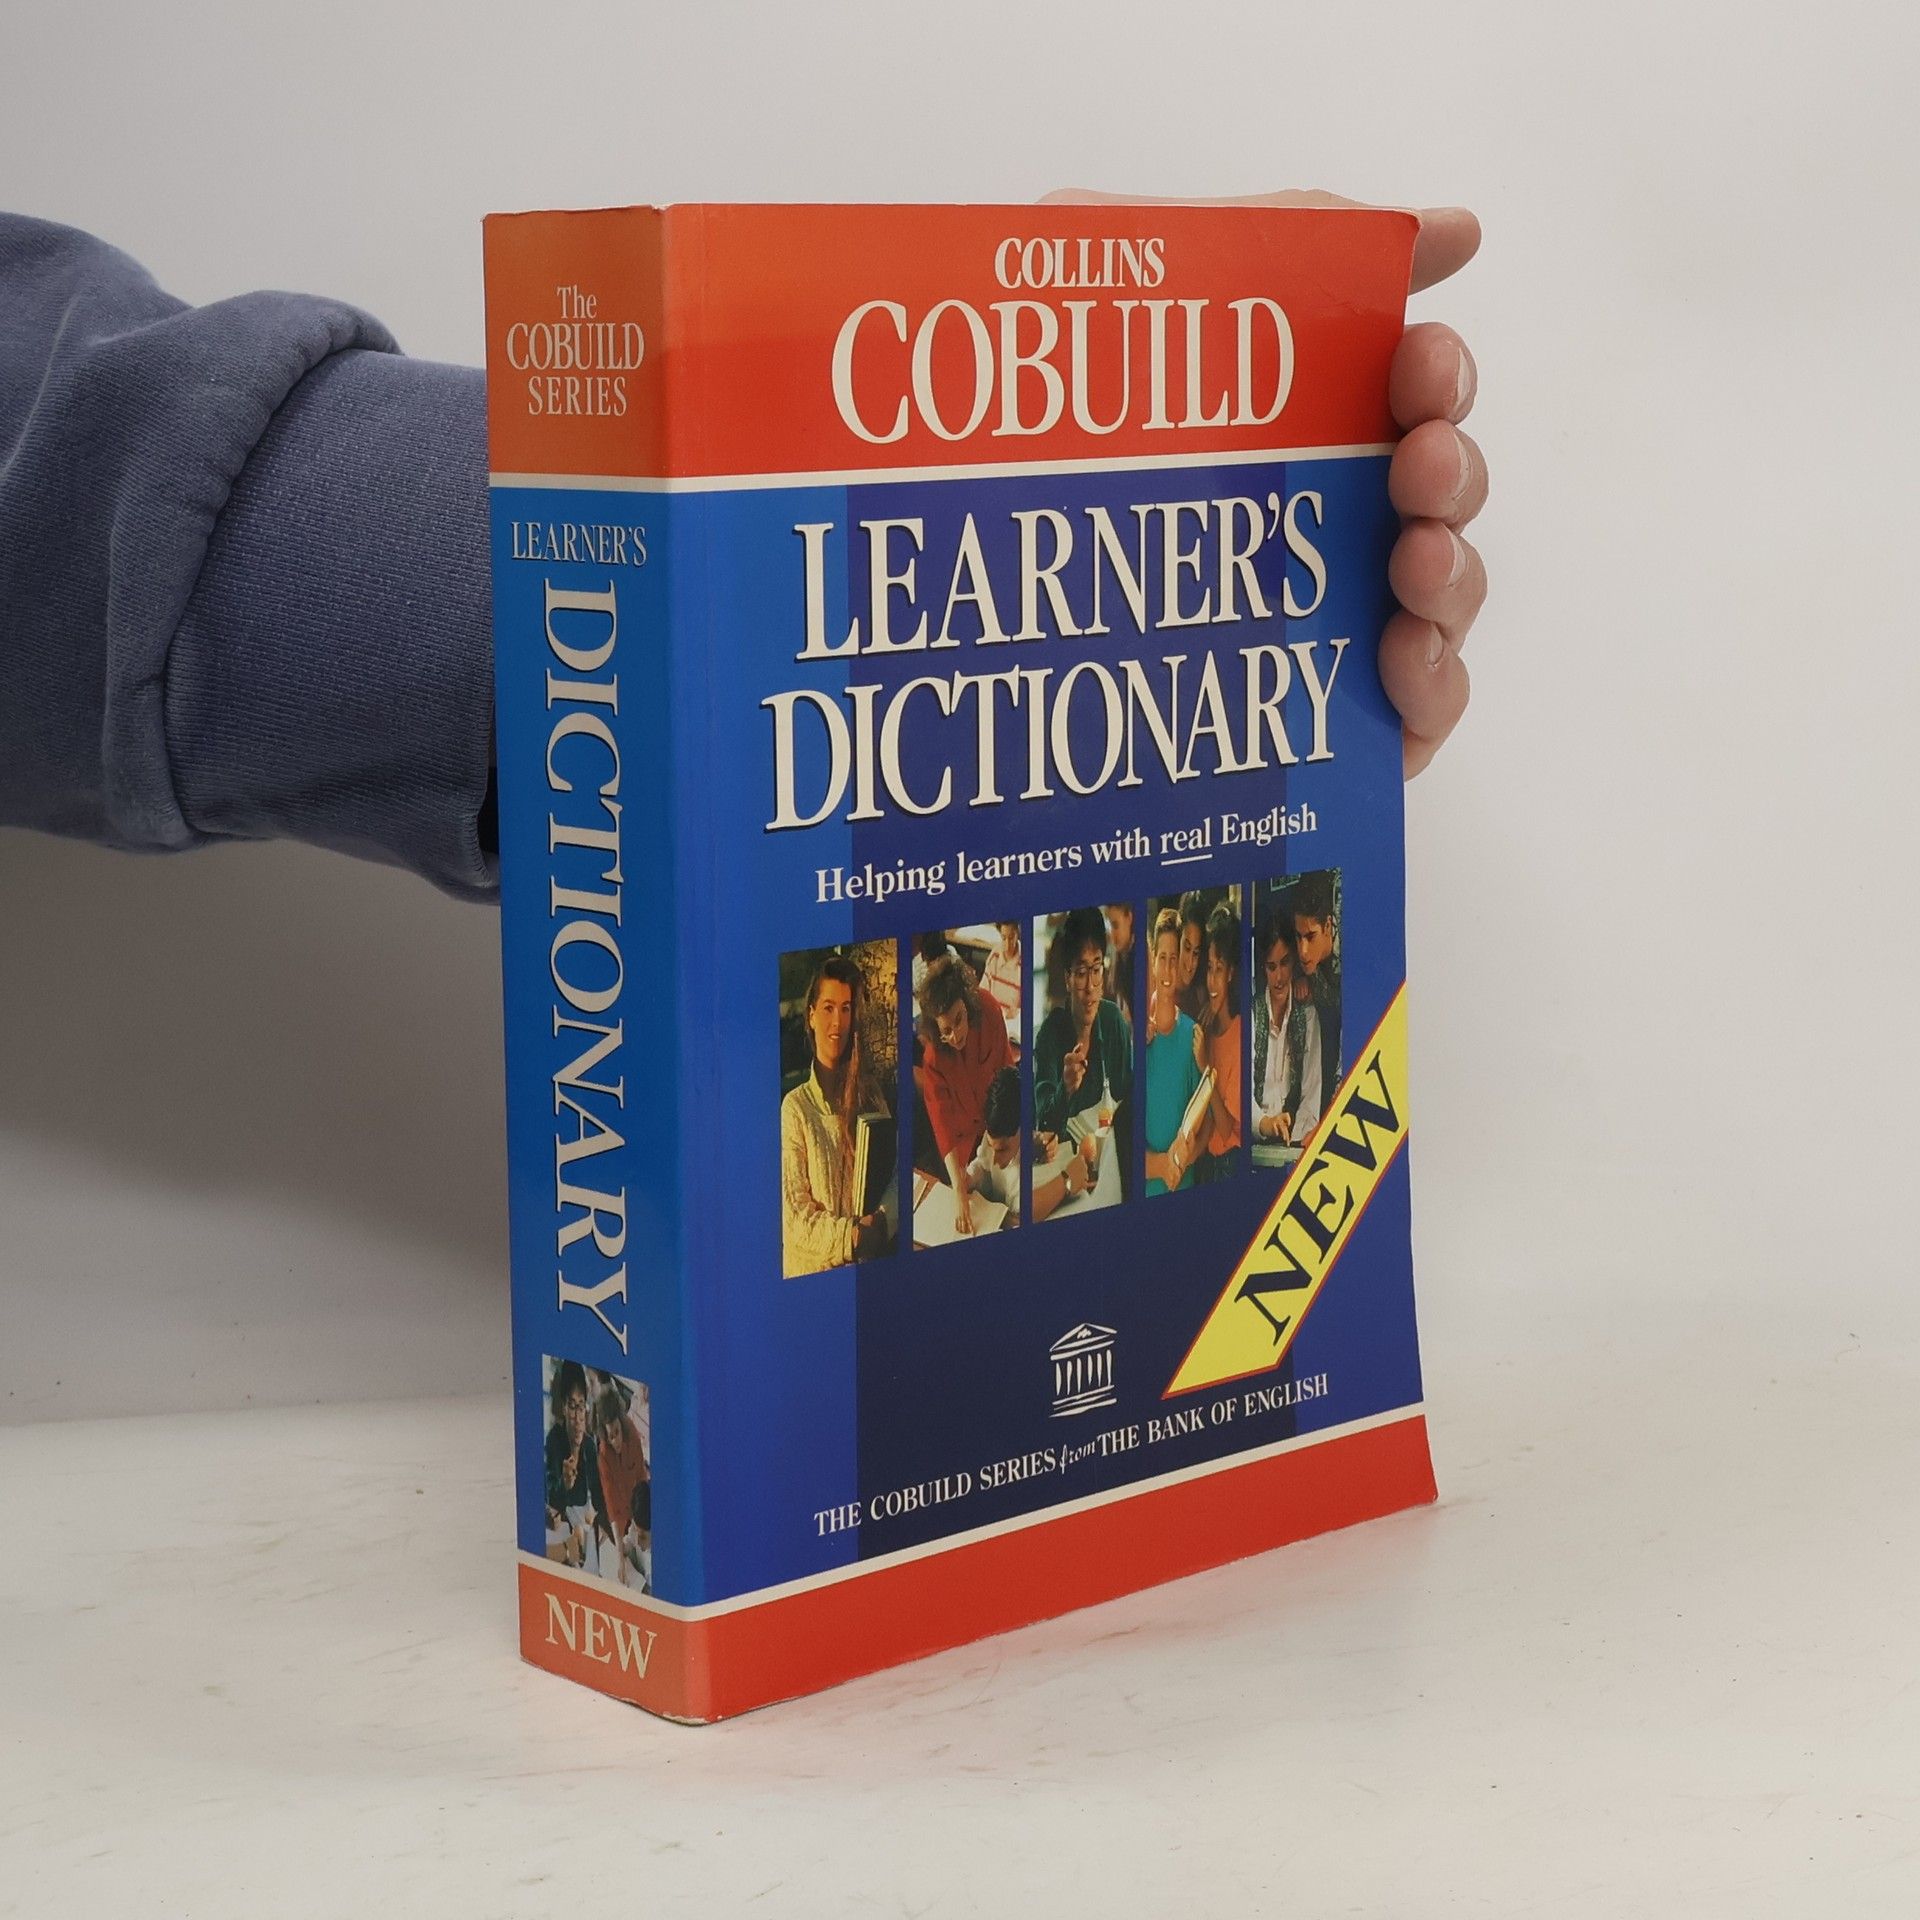 The
COBUILD
SERIES
LEARNER'S
DICTIONARY
NEW
COLLINS
COBUILD
LEARNER'S
DICTIONARY
Helping learners with real English
NEW
THE COBUILD SERIES from THE BANK OF ENGLISH